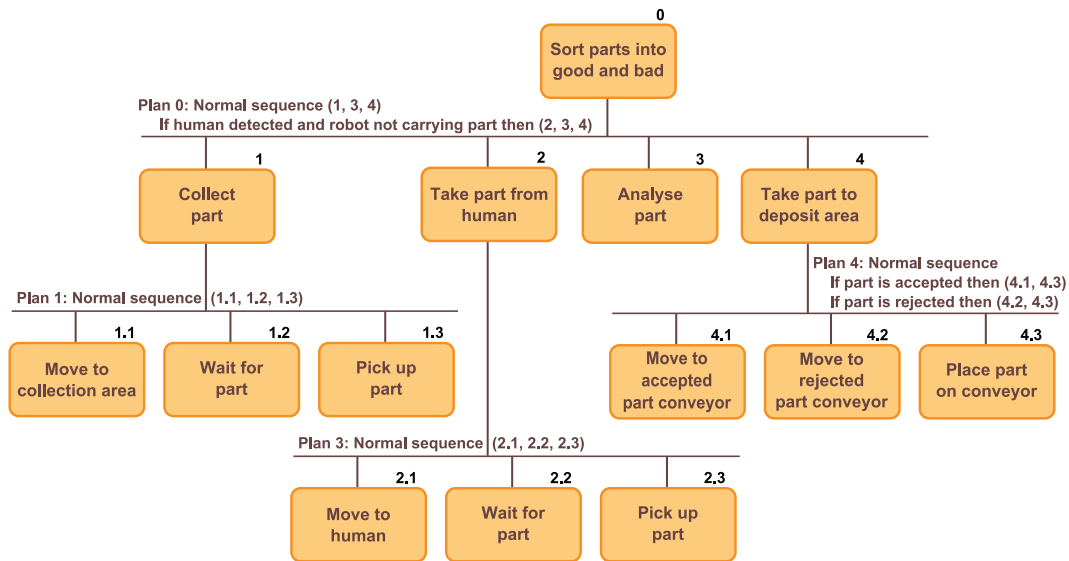 0
Sort parts into
good and bad
Plan 0: Normal sequence (1, 3, 4)
If human detected and robot not carrying part then (2, 3, 4)
1
Collect
part
2
Take part from
human
3
Analyse
part
4
Take part to
deposit area
Plan 1: Normal sequence (1.1, 1.2, 1.3)
1.1
Move to
collection area
1.2
Wait for
part
1.3
Pick up
part
Plan 4: Normal sequence
If part is accepted then (4.1, 4.3)
If part is rejected then (4.2, 4.3)
4.1
Move to
accepted
part conveyor
4.2
Move to
rejected
part conveyor
4.3
Place part
on conveyor
Plan 3: Normal sequence (2.1, 2.2, 2.3)
2.1
Move to
human
2.2
Wait for
part
2.3
Pick up
part